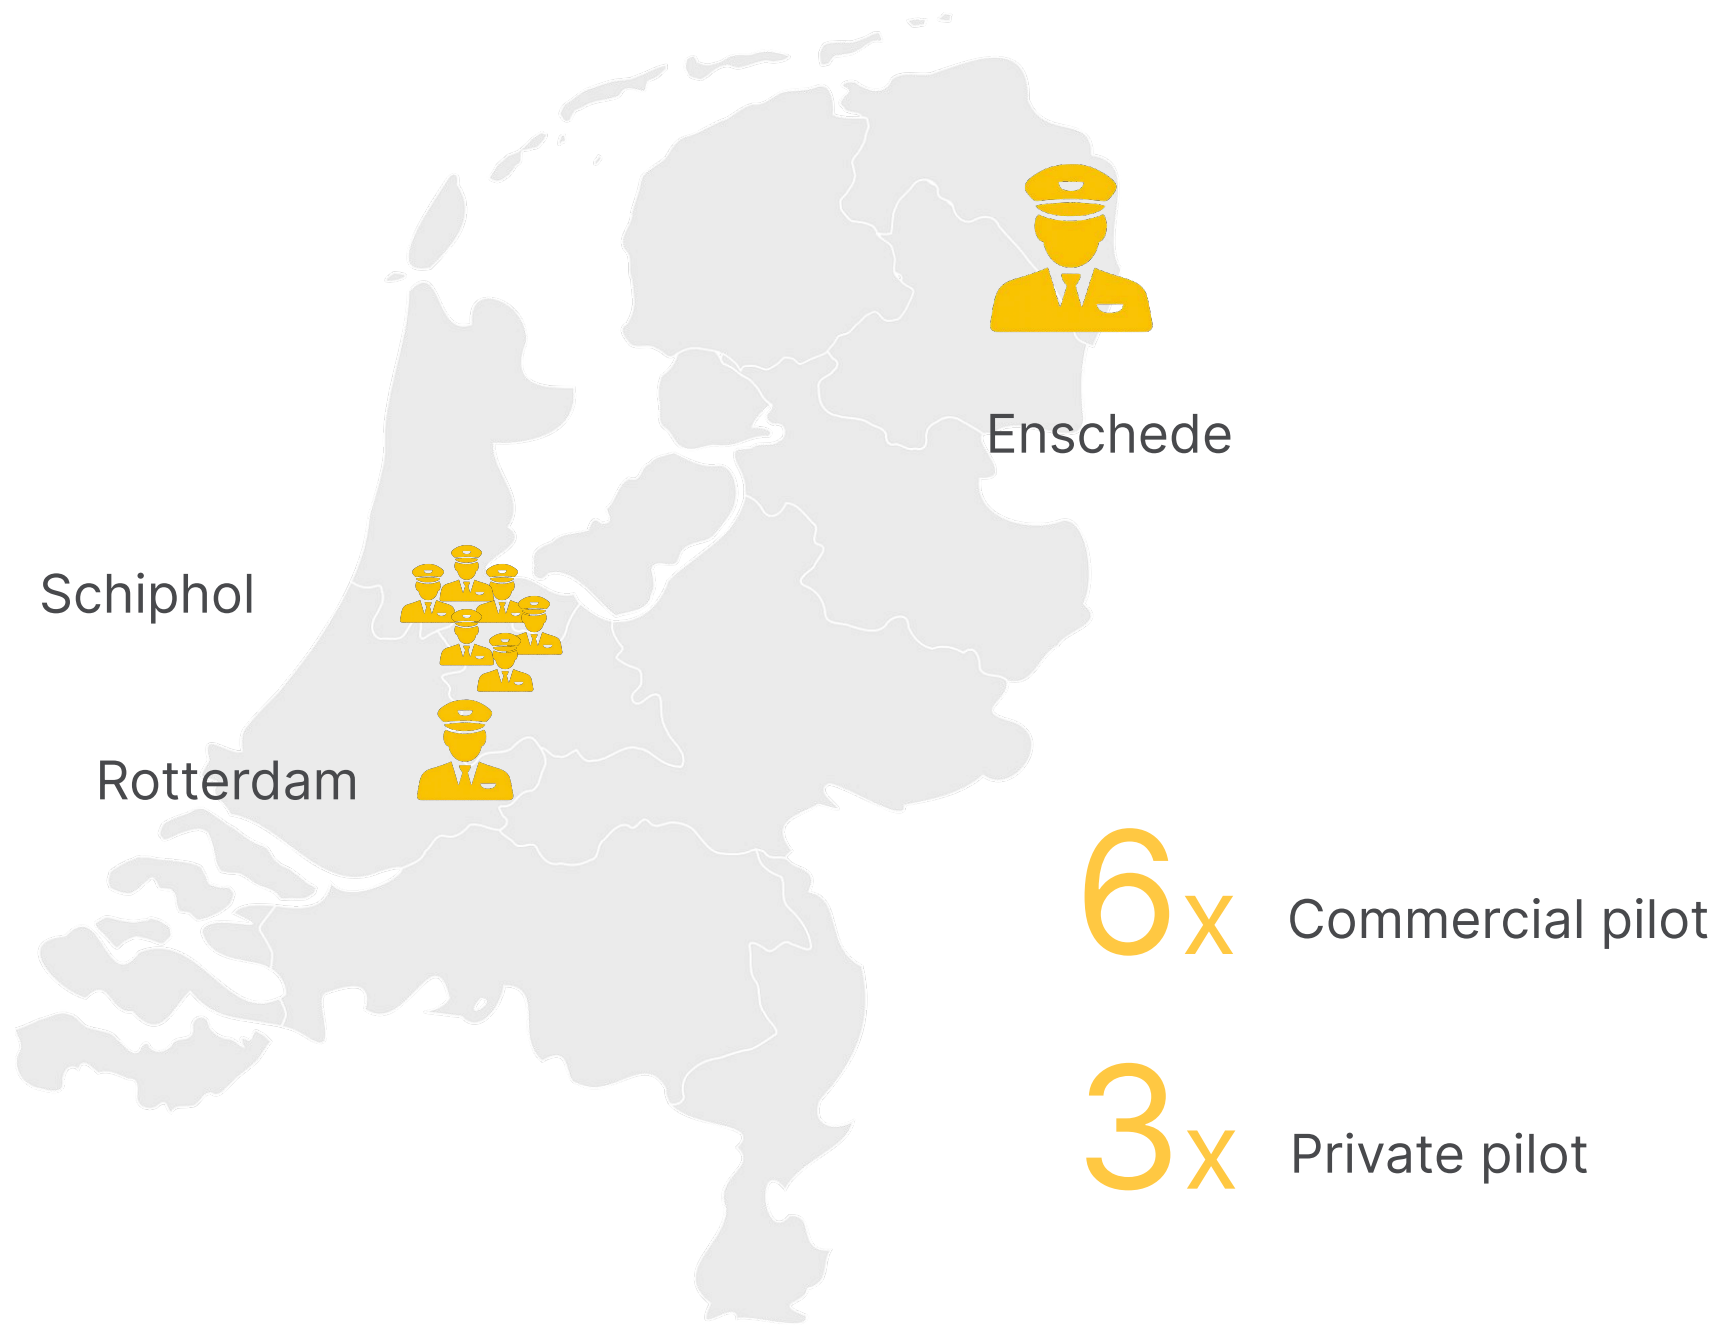 Enschede
Schiphol
Rotterdam
6x Commercial pilot
3x Private pilot